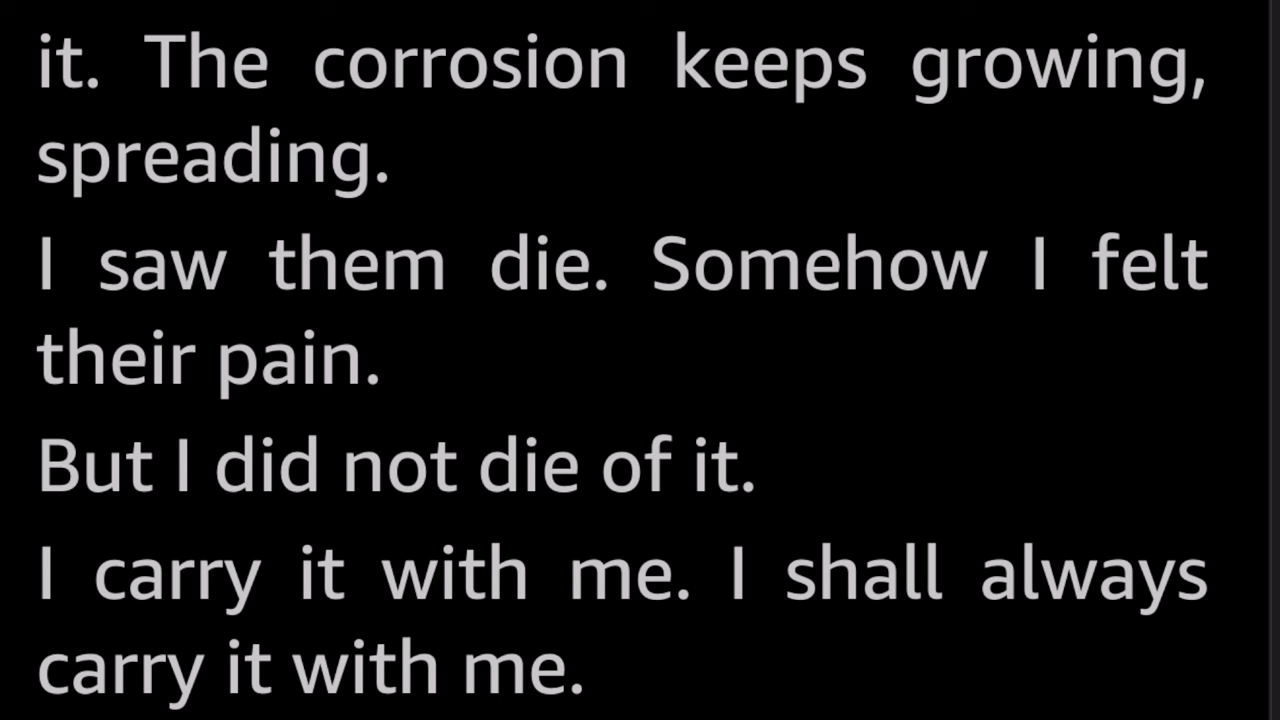 it. The corrosion keeps growing,
spreading.
I saw them die. Somehow I felt
their pain.
But I did not die of it.
I carry it with me. I shall always
carry it with me.